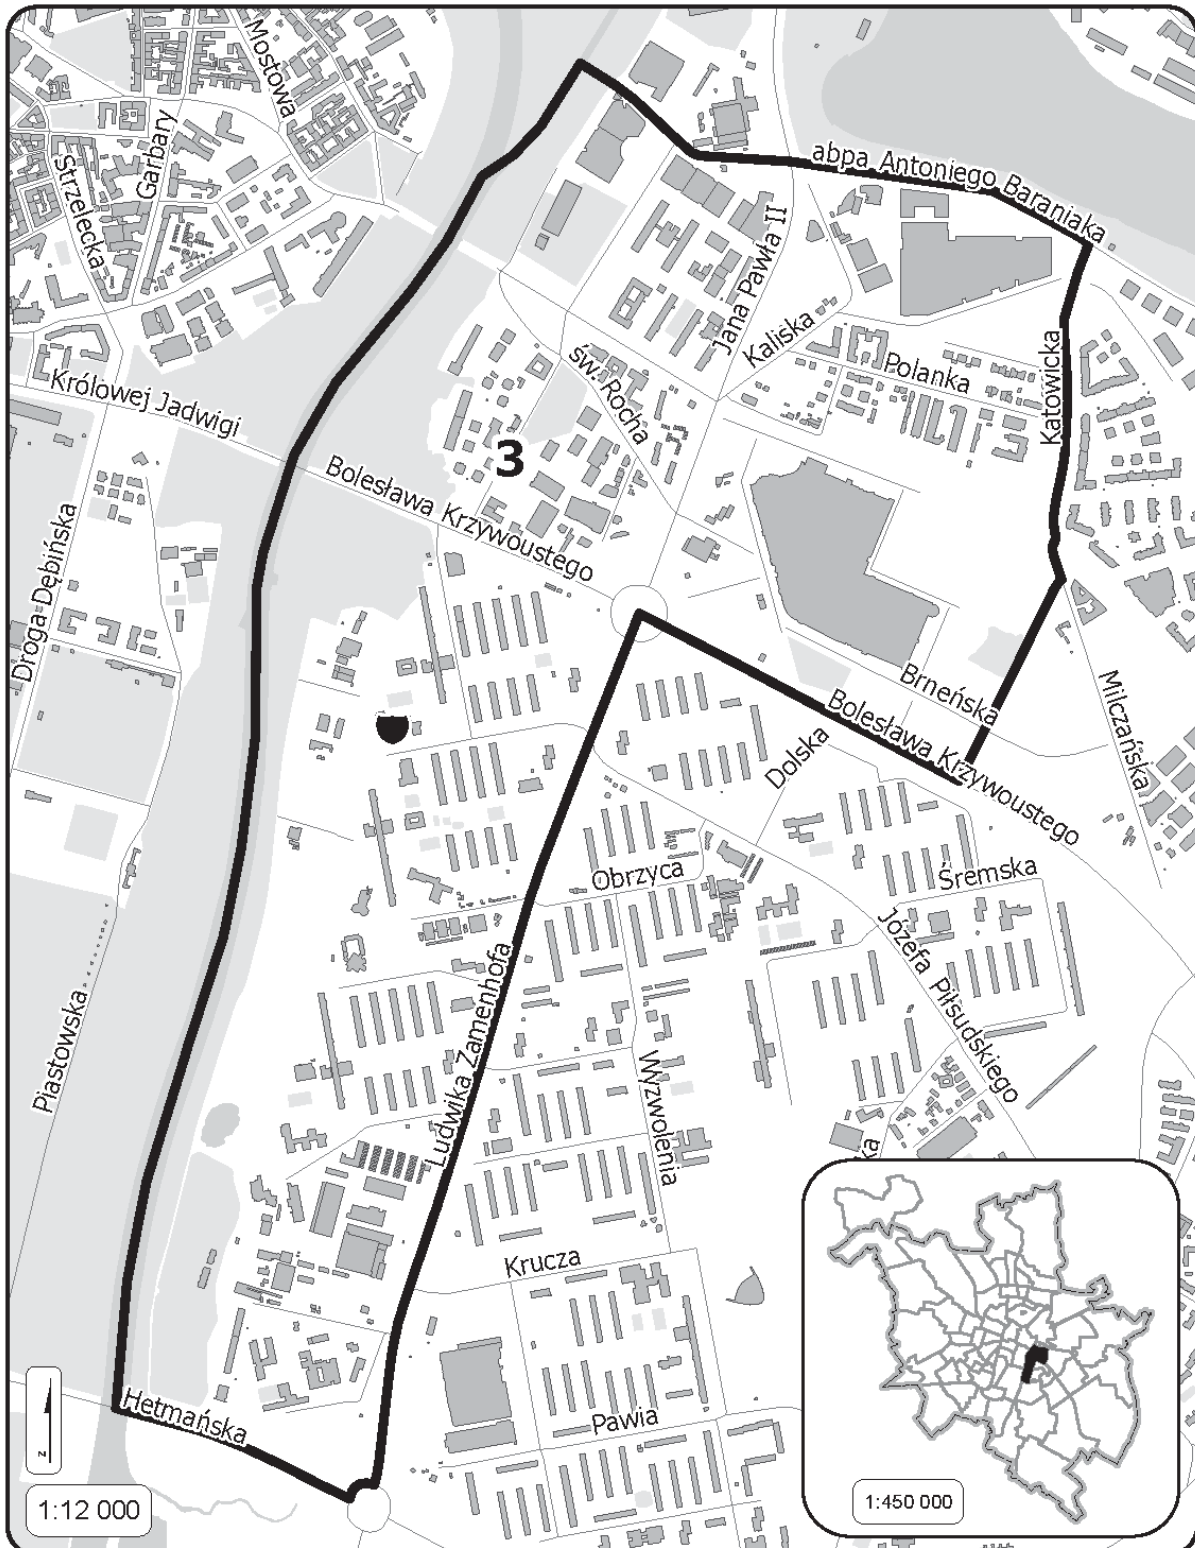 Mostowa
Garbary
Strzelecka
abpa Antoniego Baraniaka
Jana Pawła II
Kaliska
Polanka
Katowicka
św. Rocha
Królowej Jadwigi
3
Bolesława Krzywoustego
Droga Dębińska
Brneńska
Bolesława Krzywoustego
Milczańska
Dolska
Obrzyca
Śremska
Józefa Piłsudskiego
Ludwika Zamenhofa
Piastowska
Wyzwolenia
ka
Krucza
Pawia
Hetmańska
z
1:12 000
1:450 000